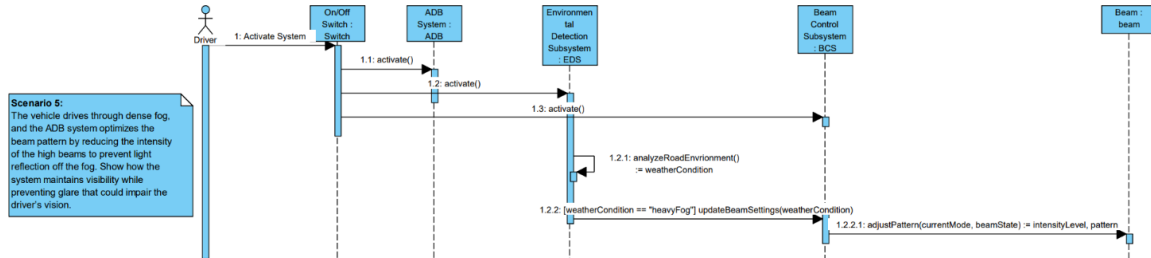 On/Off
Switch :
Switch
ADB
System :
ADB
Environmen
tal
Detection
Subsystem
: EDS
Beam
Control
Subsystem
: BCS
Beam :
beam
Driver
1: Activate System
1.1: activate()
1.2: activate()
1.3: activate()
Scenario 5:
The vehicle drives through dense fog,
and the ADB system optimizes the
beam pattern by reducing the intensity
of the high beams to prevent light
reflection off the fog. Show how the
system maintains visibility while
preventing glare that could impair the
driver's vision.
1.2.1: analyzeRoadEnvrionment()
:= weatherCondition
1.2.2: [weatherCondition == "heavyFog"] updateBeamSettings(weatherCondition)
1.2.2.1: adjustPattern(currentMode, beamState) := intensityLevel, pattern